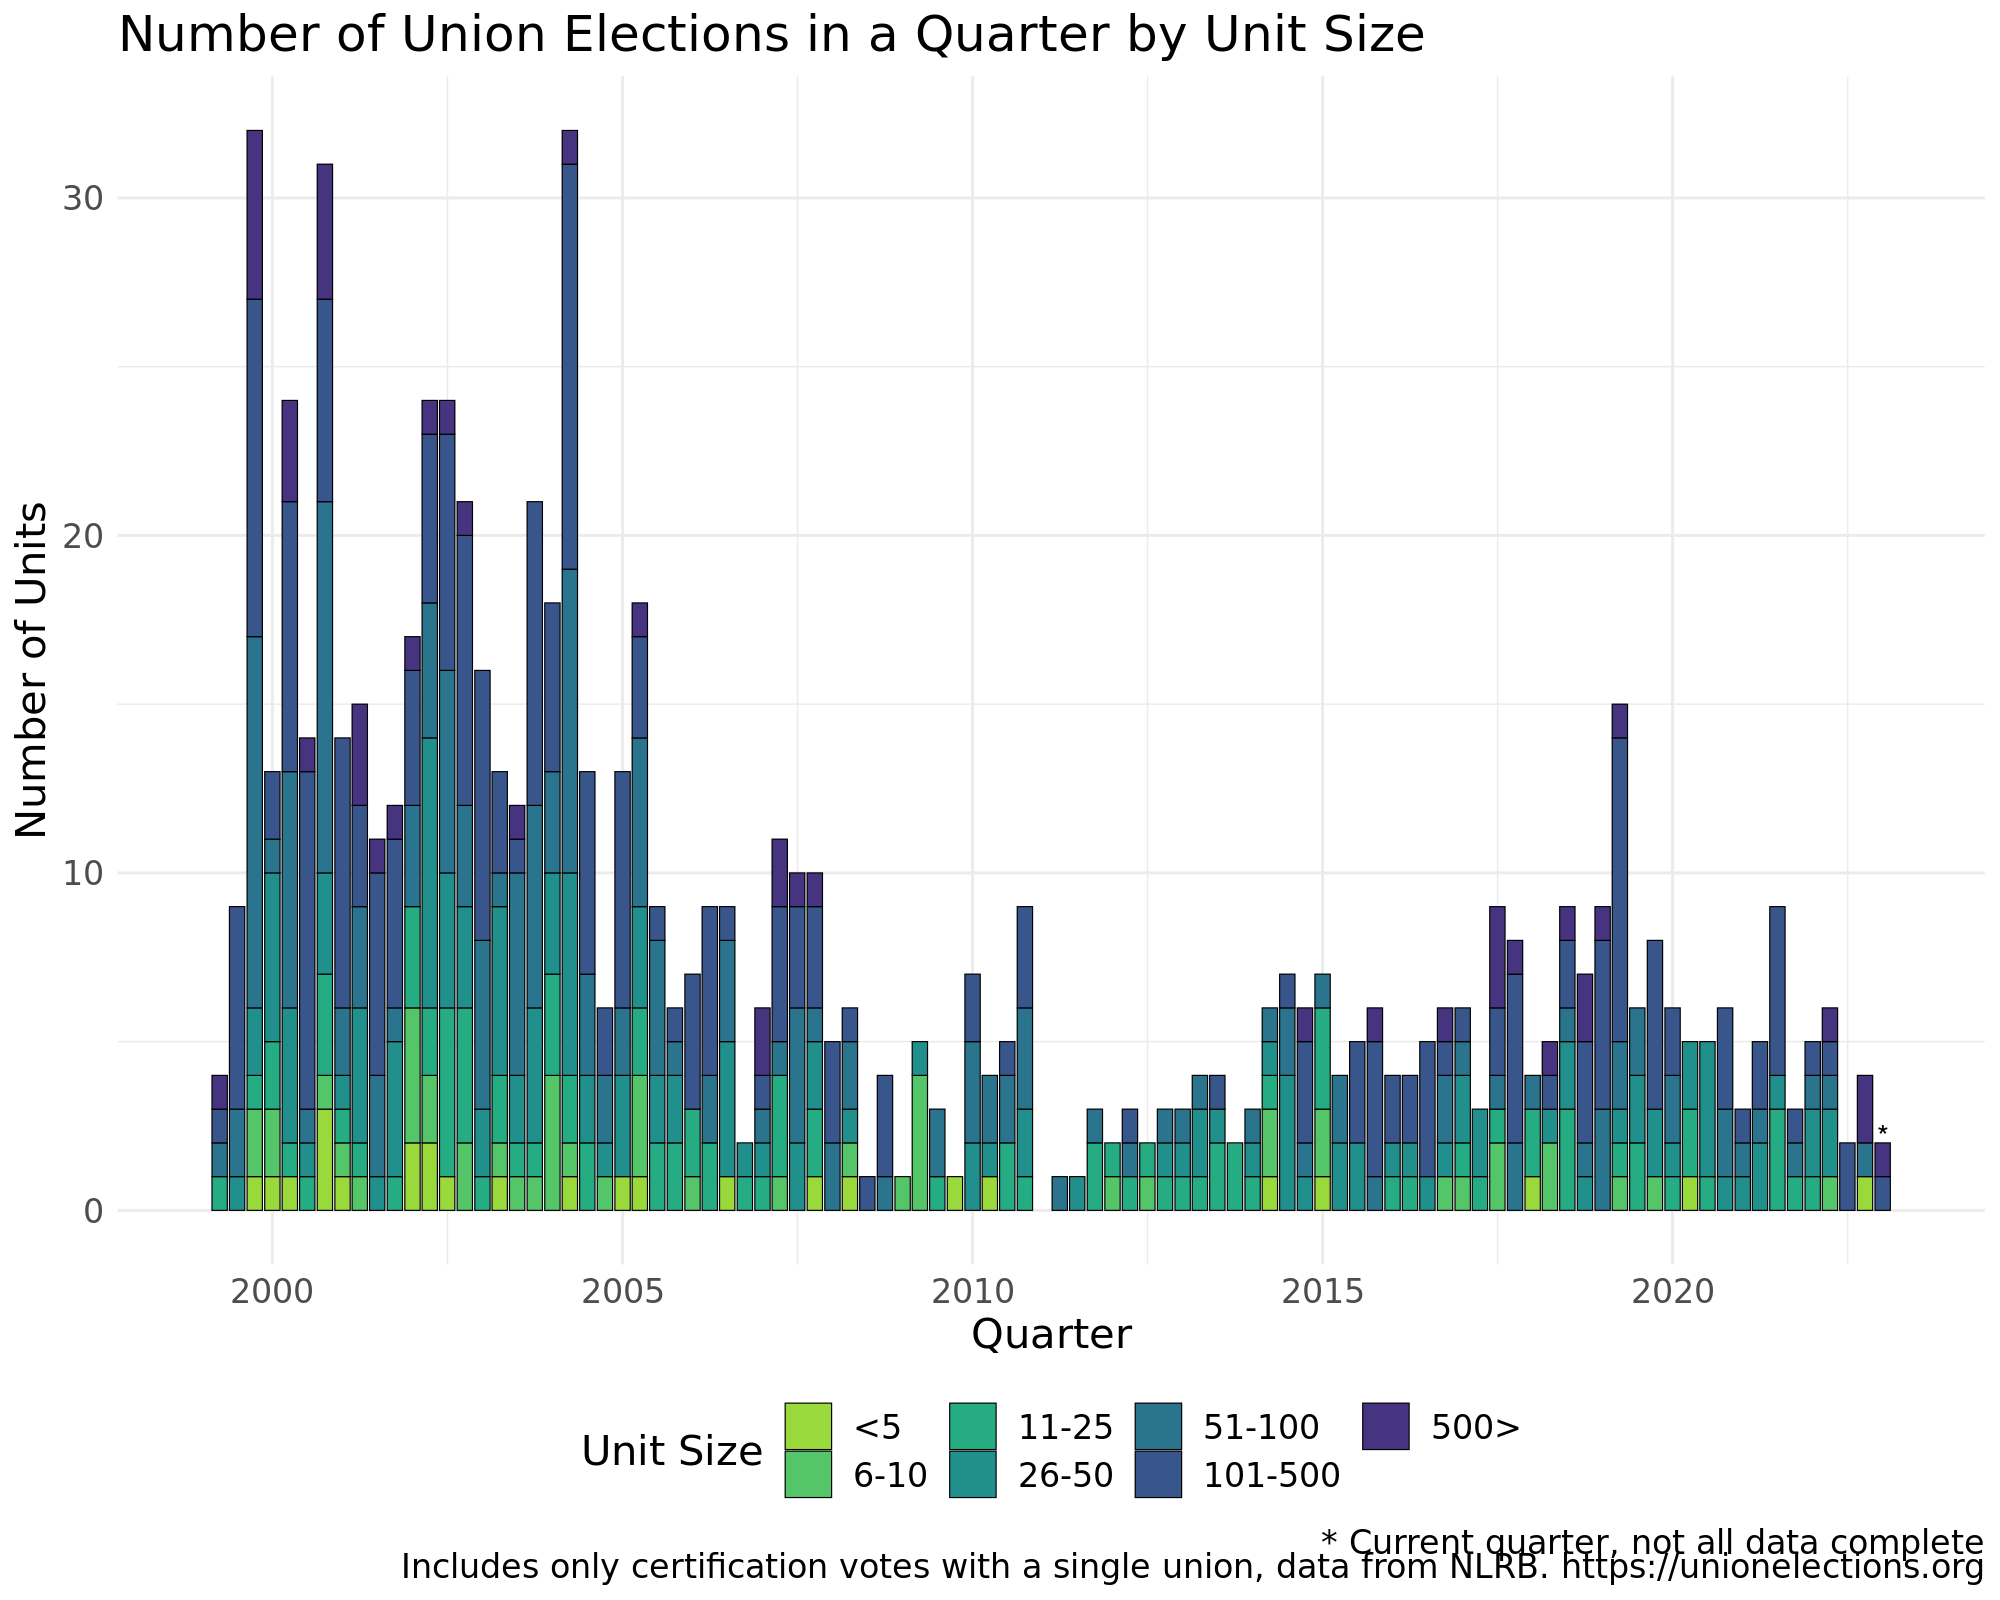 Number of Union Elections in a Quarter by Unit Size
Number of Units
30
20
10
0
*
2000 2005 2010 2015 2020
Quarter
Unit Size
<5 11-25 51-100 500>
6-10 26-50 101-500
* Current quarter, not all data complete
Includes only certification votes with a single union, data from NLRB. https://unionelections.org